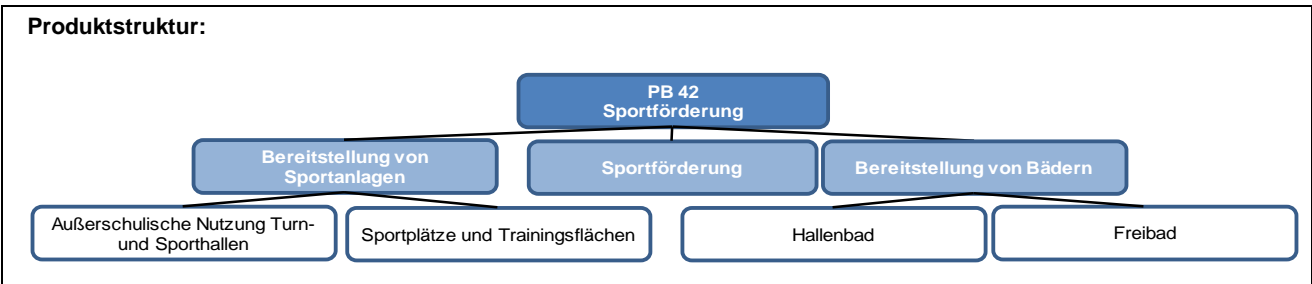 Produktstruktur:
PB 42
Sportförderung
Bereitstellung von
Sportanlagen
Sportförderung
Bereitstellung von Bädern
Außerschulische Nutzung Turn-
und Sporthallen
Sportplätze und Trainingsflächen
Hallenbad
Freibad